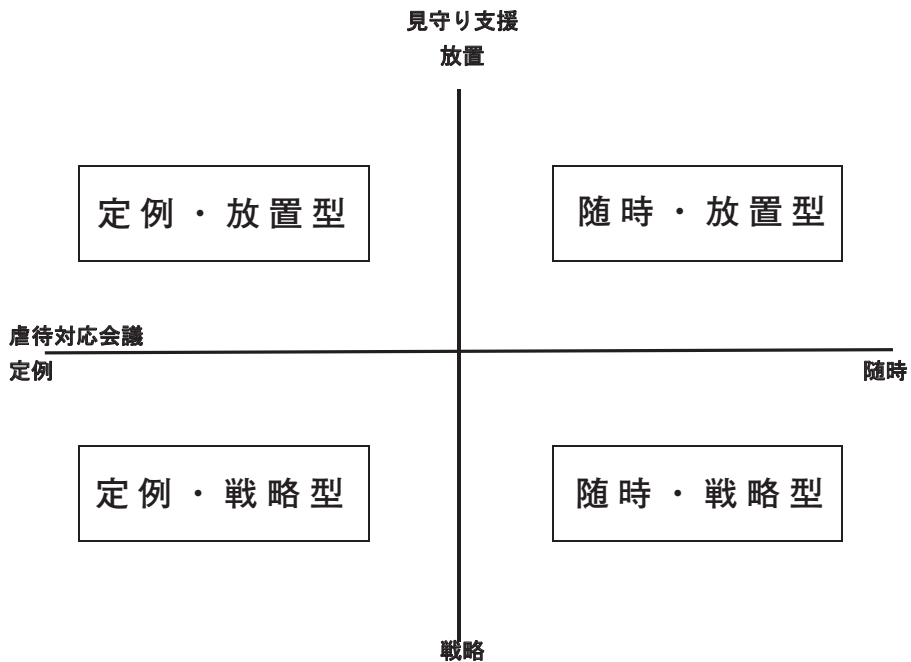 見守り支援
放置
定例・放置型
随時・放置型
虐待対応会議
定例
随時
定例・戦略型
随時・戦略型
戦略